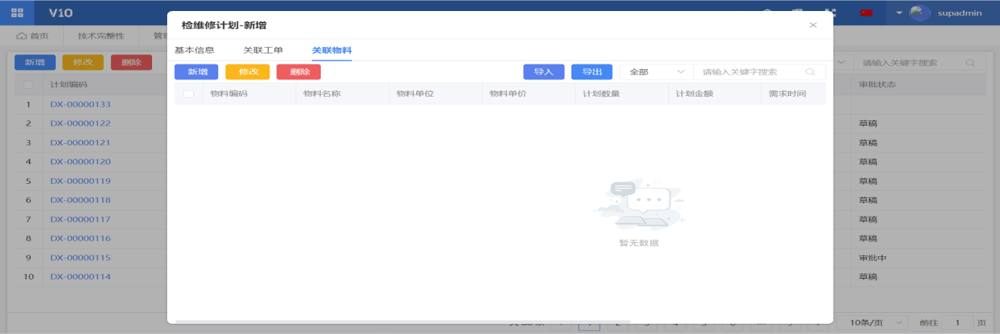 V10
supadmin
首页 技术完整性 管理
新增 修改 删除
请输入关键字搜索
计划编码
审批状态
1 DX-00000133
2 DX-00000122 草稿
3 DX-00000121 草稿
4 DX-00000120 草稿
5 DX-00000119 草稿
6 DX-00000118 草稿
7 DX-00000117 草稿
8 DX-00000116 草稿
9 DX-00000115 审批中
10 DX-00000114 草稿
检维修计划-新增
基本信息 关联工单 关联物料
新增 修改 删除 导入 导出 全部 请输入关键字搜索
物料编码 物料名称 物料单位 物料单价 计划数量 计划金额 需求时间
暂无数据
10条/页 前往 1 页